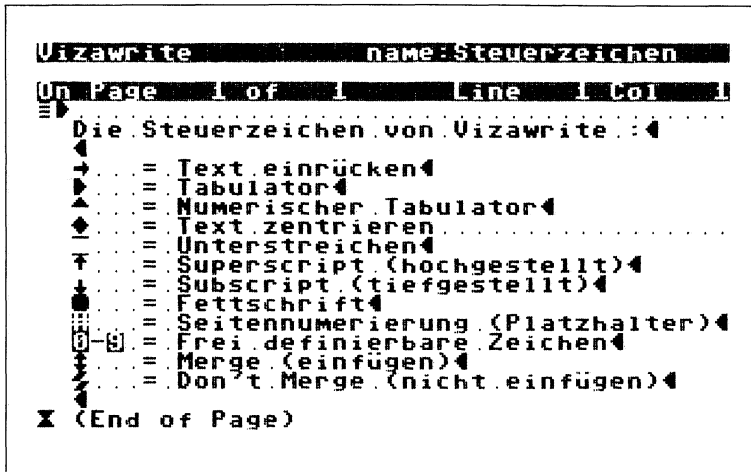 Vizawrite name:Steuerzeichen
On Page 1 of 1 Line 1 Col 1
Die.Steuerzeichen.von.Vizawrite.:
→...=.Text.einrücken
...=.Tabulator
▲...=.Numerischer.Tabulator
◆...=.Text.zentrieren
...=.Unterstreichen
...=.Superscript.(hochgestellt)
↓...=.Subscript.(tiefgestellt)
...=.Fettschrift
...=.Seitennumerierung.(Platzhalter)
0-9.=.Frei.definierbare.Zeichen
...=.Merge.(einfügen)
...=.Don't.Merge.(nicht.einfügen)
(End of Page)